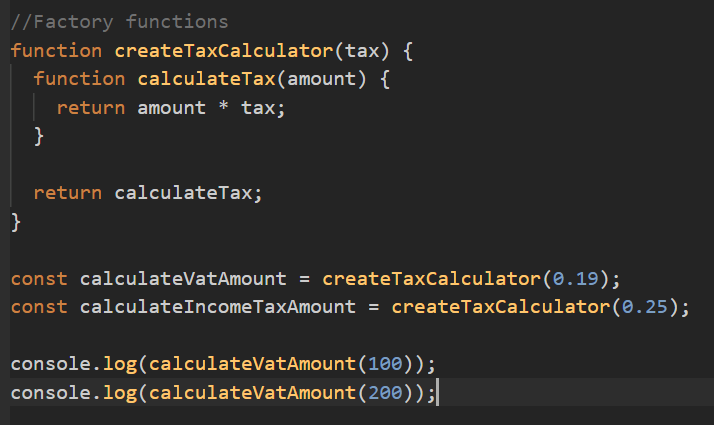 //Factory functions
function createTaxCalculator(tax) {
  function calculateTax(amount) {
    return amount * tax;
  }

  return calculateTax;
}

const calculateVatAmount = createTaxCalculator(0.19);
const calculateIncomeTaxAmount = createTaxCalculator(0.25);

console.log(calculateVatAmount(100));
console.log(calculateVatAmount(200));